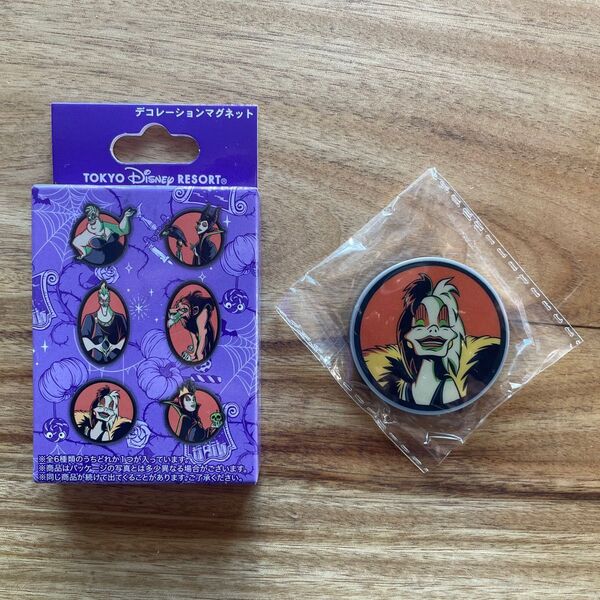 デコレーションマグネット
TOKYO Disney RESORT®
※全6種類のうちどれか1つが入っています。
※商品はパッケージの写真とは多少異なる場合がございます。
※同じ商品が続けて出てくることがあります。ご了承ください。